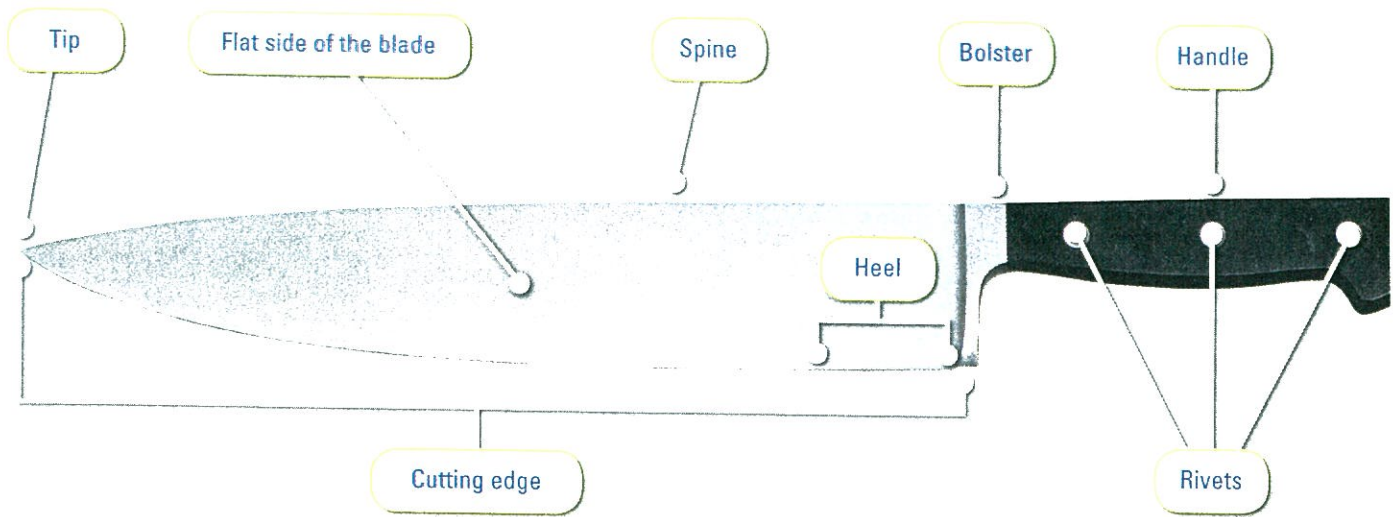 Tip
Flat side of the blade
Spine
Bolster
Handle
Heel
Cutting edge
Rivets